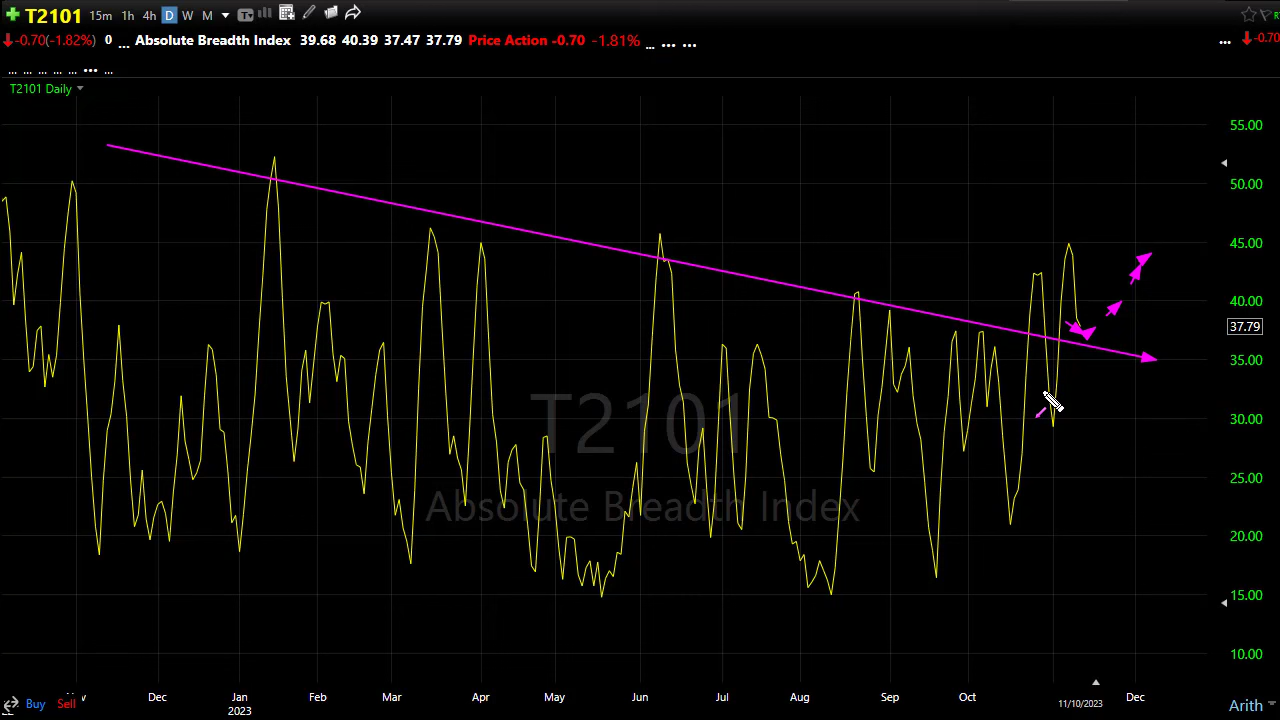 T2101 15m 1h 4h D W M
-0.70(-1.82%) 0 ... Absolute Breadth Index 39.68 40.39 37.47 37.79 Price Action -0.70 -1.81% ... ... ... ... -0.70
... ... ... ... ... ... ...
T2101 Daily
55.00
50.00
45.00
40.00
37.79
35.00
30.00
25.00
20.00
15.00
10.00
T2101
Absolute Breadth Index
Dec Jan Feb Mar Apr May Jun Jul Aug Sep Oct Dec
2023 11/10/2023
Buy Sell Arith